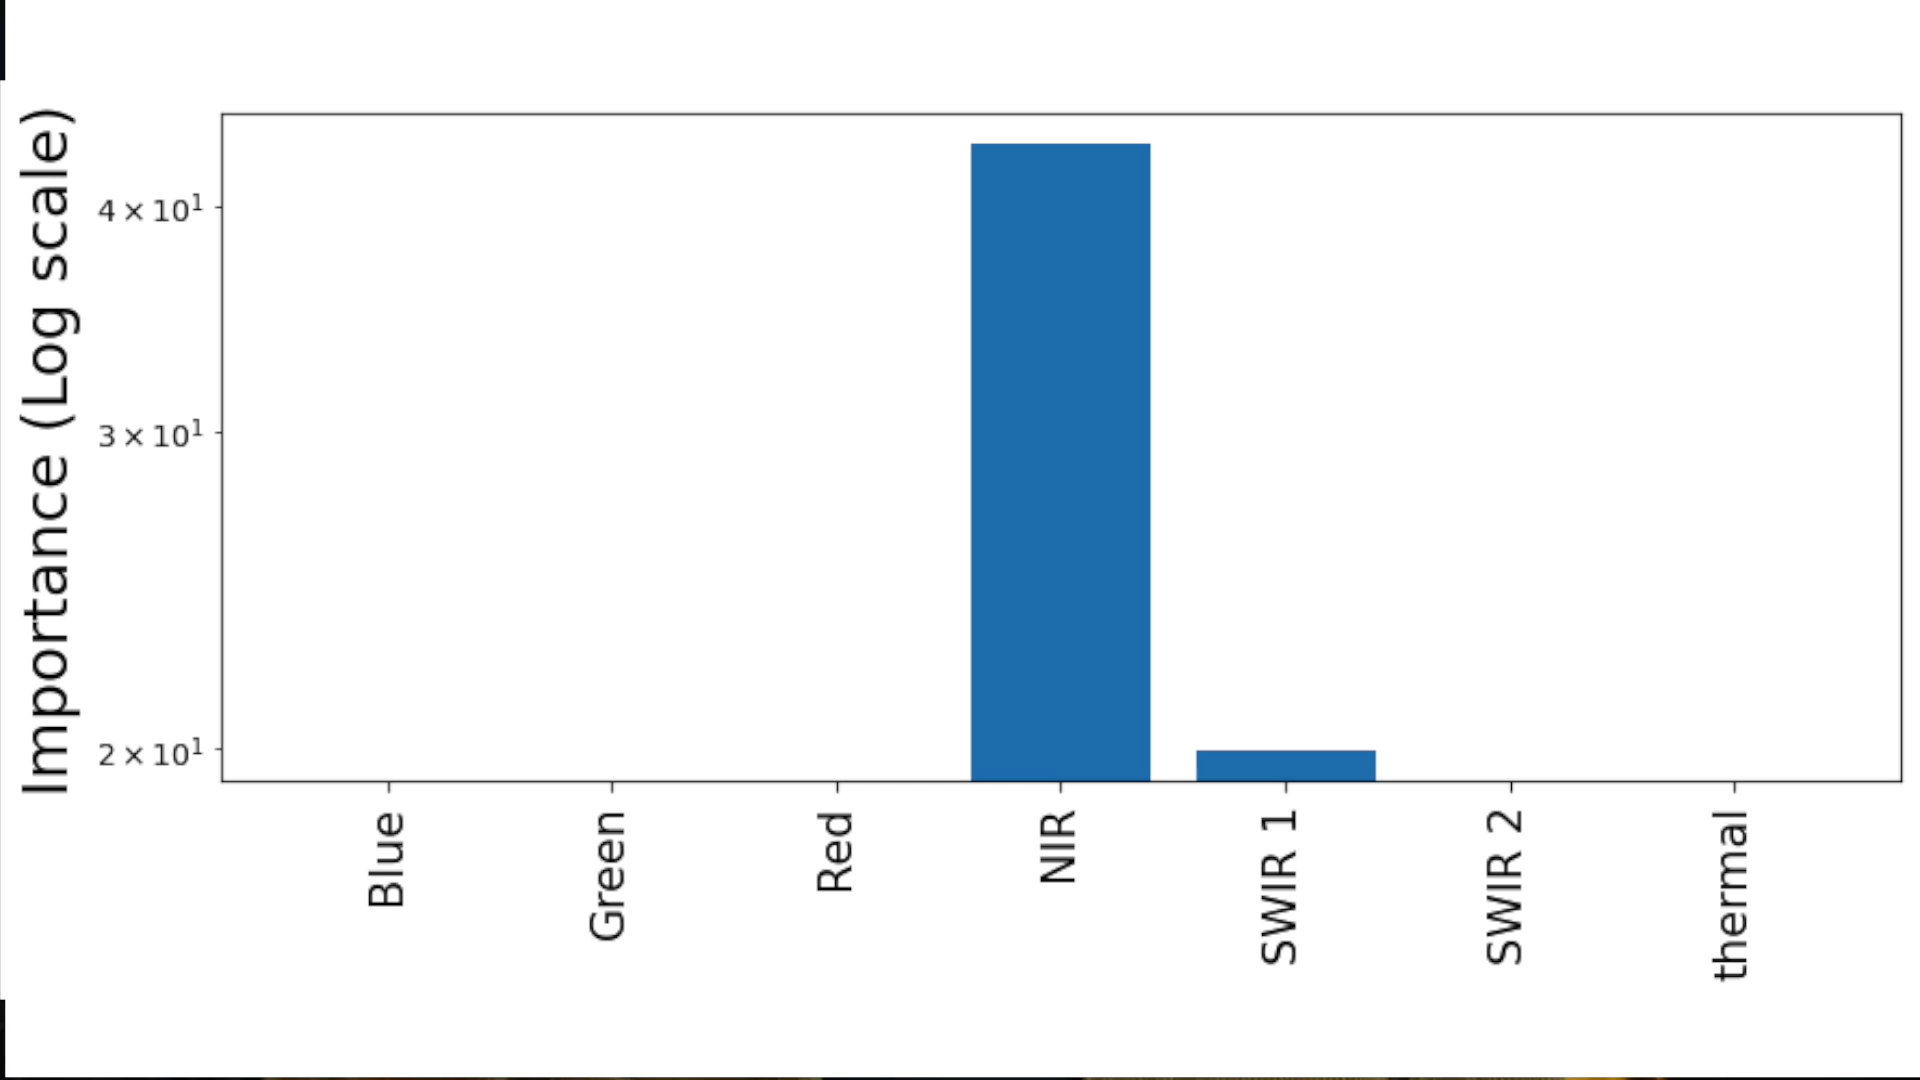 Importance (Log scale)
4 × 10¹
3 × 10¹
2 × 10¹
Blue
Green
Red
NIR
SWIR 1
SWIR 2
thermal